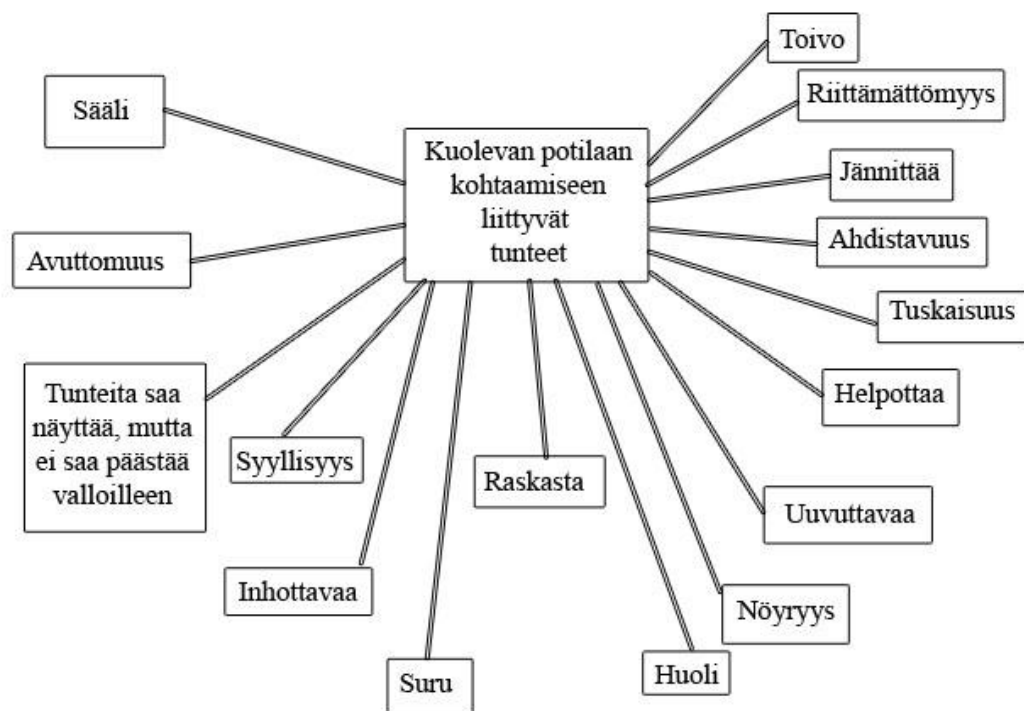 Toivo
Sääli
Riittämättömyys
Kuolevan potilaan
kohtaamiseen
liittyvät
tunteet
Jännittää
Avuttomuus
Ahdistavuus
Tuskaisuus
Tunteita saa
näyttää, mutta
ei saa päästää
valloilleen
Helpottaa
Syyllisyys
Raskasta
Uuvuttavaa
Inhottavaa
Nöyryys
Suru
Huoli